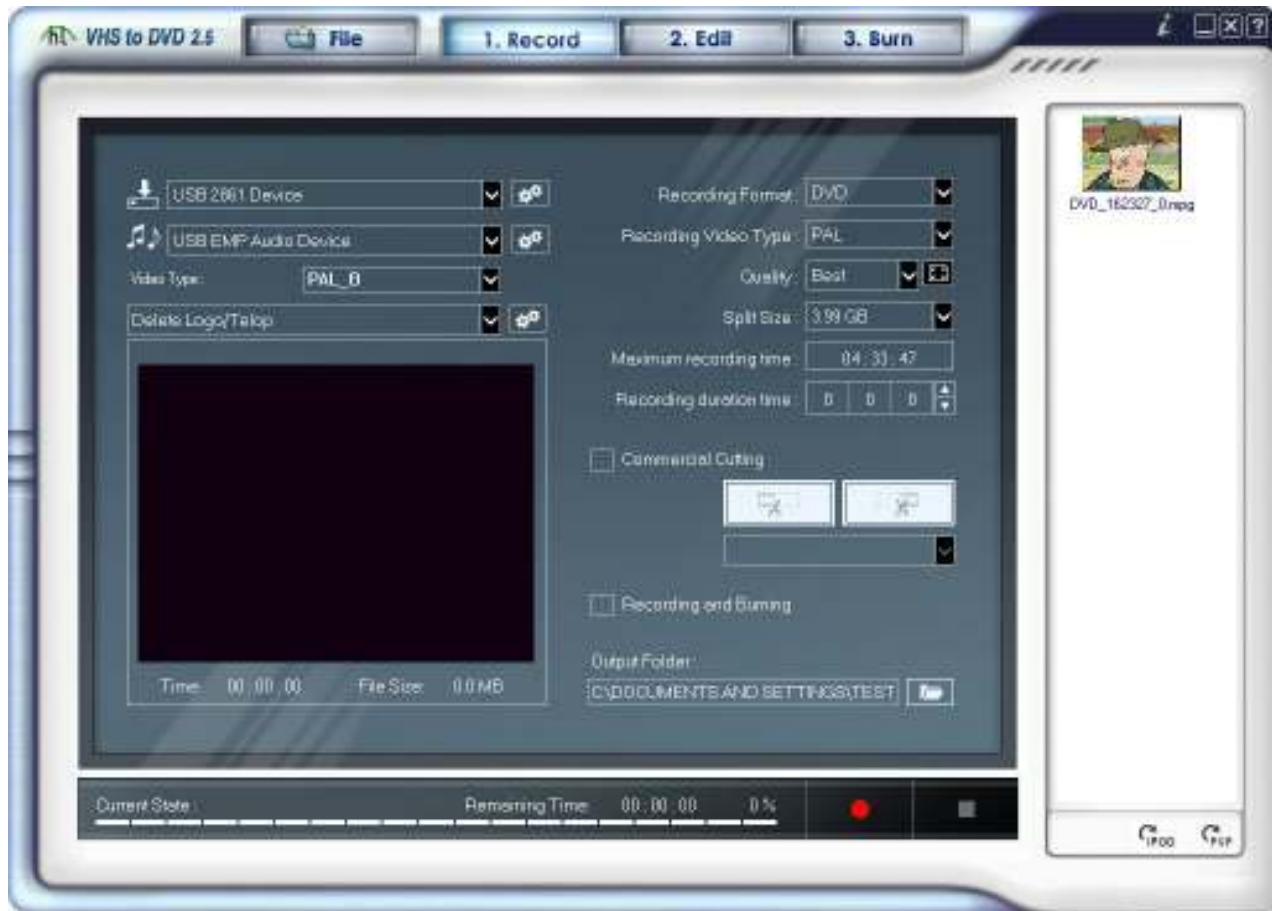 VHS to DVD 2.5
File
1. Record
2. Edit
3. Burn
USB 2861 Device
USB EMP Audio Device
Video Type:
PAL_B
Delete Logo/Telop
Time: 00 : 00 : 00
File Size: 0.0 MB
Recording Format: DVD
Recording Video Type: PAL
Quality: Best
Split Size: 3.99 GB
Maximum recording time: 04 : 33 : 47
Recording duration time: 0 0 0
Commercial Cutting
Recording and Burning
Output Folder:
C:\DOCUMENTS AND SETTINGS\TEST
Current State:
Remaining Time: 00 : 00 : 00 0 %
DVD_162327_0.mpg
iPOD
PSP